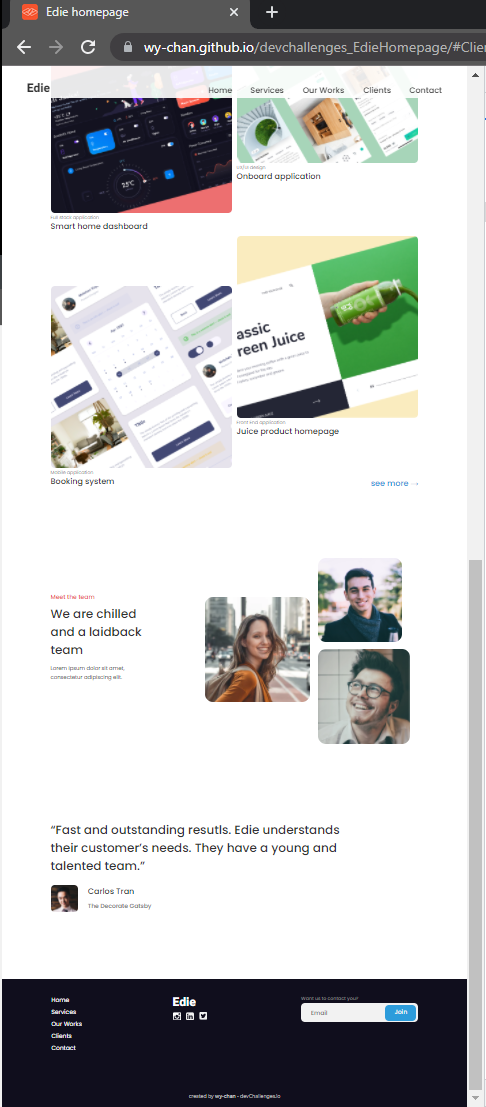 Edie homepage
wy-chan.github.io/devchallenges_EdieHomepage/#Clien
Edie
Home Services Our Works Clients Contact
25°C
UX/UI design
Onboard application
Full stack application
Smart home dashboard
assic
reen Juice
Front End application
Juice product homepage
Mobile application
Booking system
see more →
Meet the team
We are chilled
and a laidback
team
Lorem ipsum dolor sit amet,
consectetur adipiscing elit.
“Fast and outstanding resutls. Edie understands
their customer’s needs. They have a young and
talented team.”
Carlos Tran
The Decorate Gatsby
Home
Services
Our Works
Clients
Contact
Edie
Want us to contact you?
Email
Join
created by wy-chan - devChallenges.io